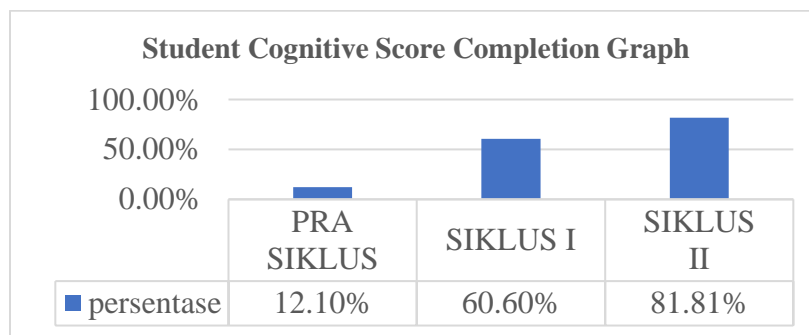 Student Cognitive Score Completion Graph
100.00%
50.00%
0.00%
PRA SIKLUS
SIKLUS I
SIKLUS II
persentase 12.10% 60.60% 81.81%